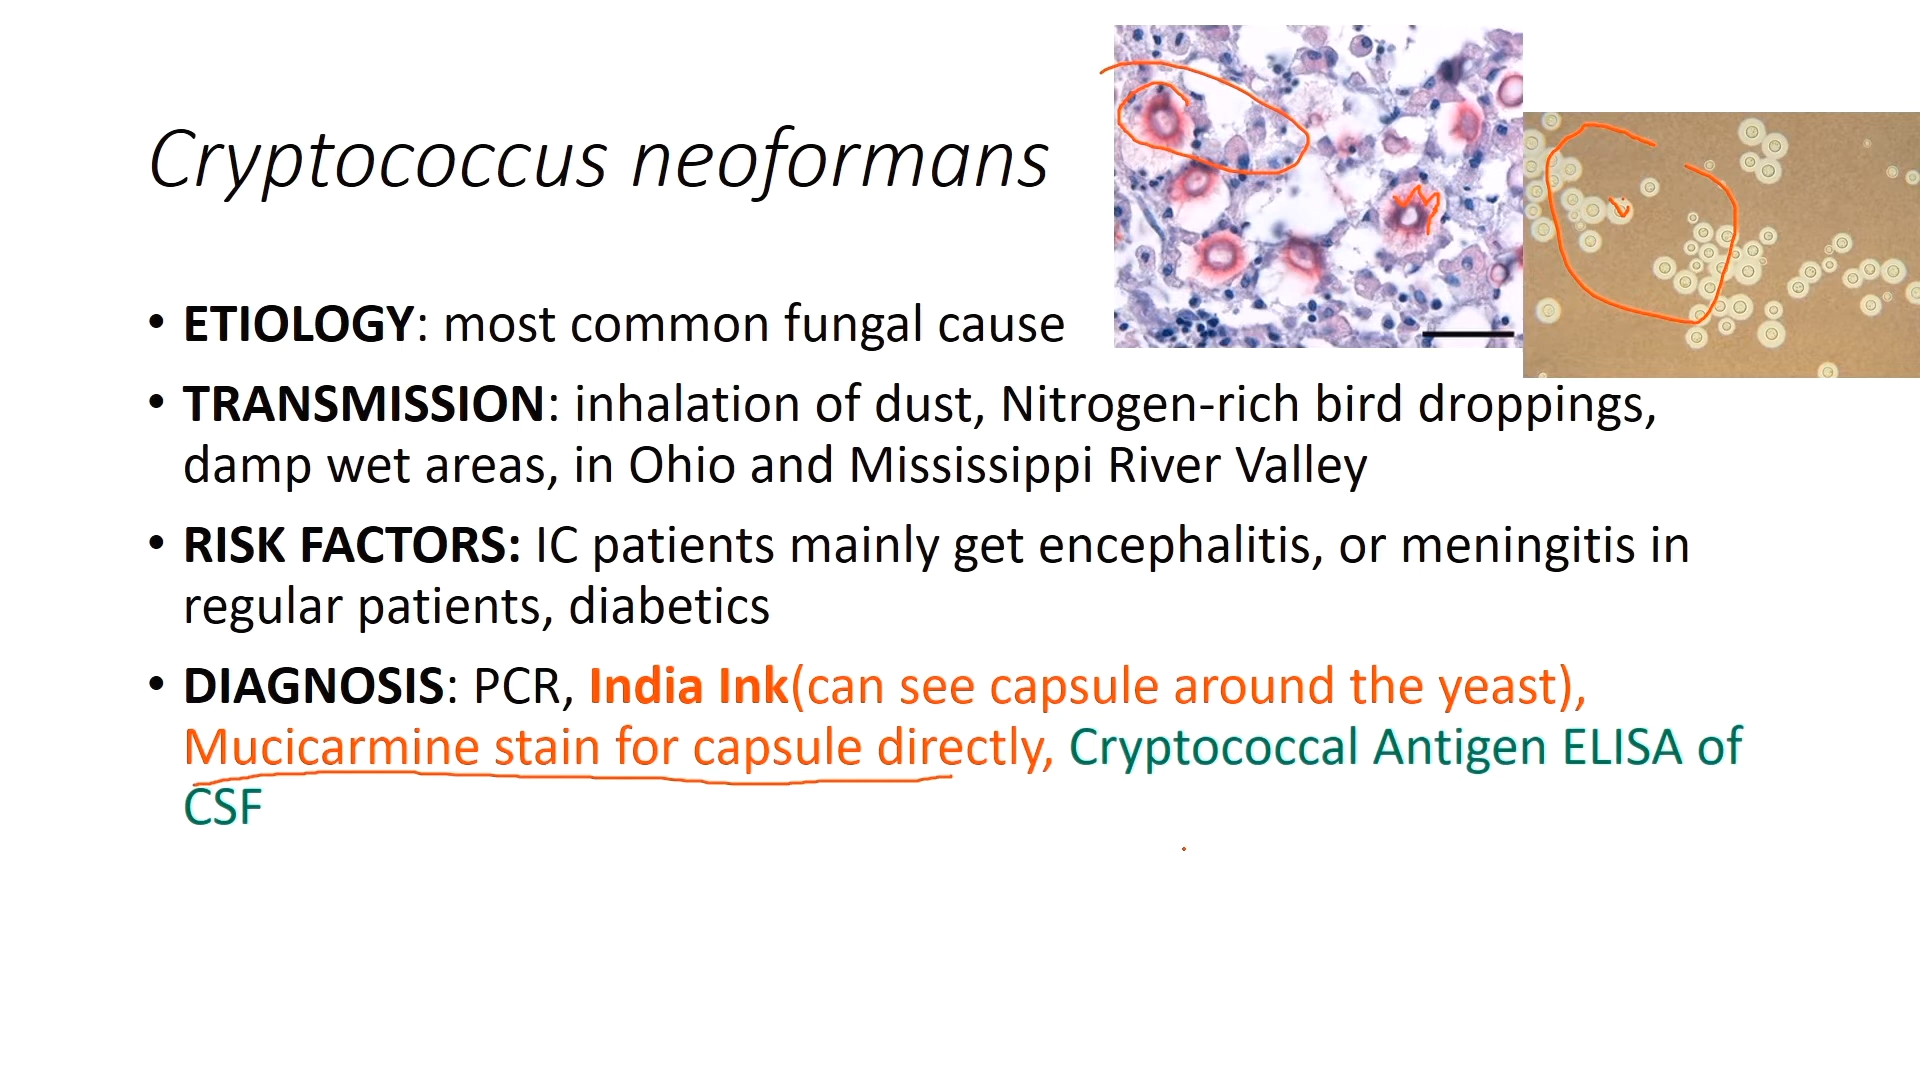 Cryptococcus neoformans
• ETIOLOGY: most common fungal cause
• TRANSMISSION: inhalation of dust, Nitrogen-rich bird droppings,
damp wet areas, in Ohio and Mississippi River Valley
• RISK FACTORS: IC patients mainly get encephalitis, or meningitis in
regular patients, diabetics
• DIAGNOSIS: PCR, India Ink(can see capsule around the yeast),
Mucicarmine stain for capsule directly, Cryptococcal Antigen ELISA of
CSF